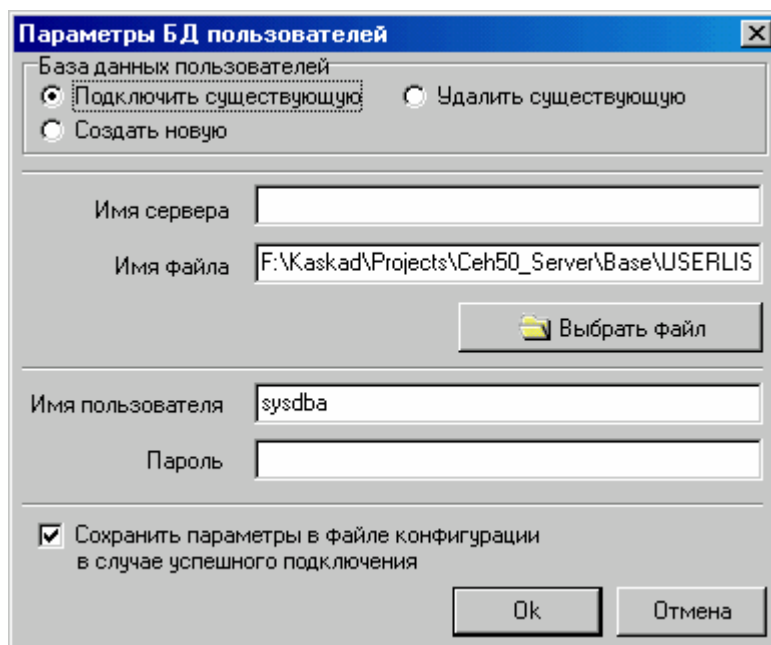 Параметры БД пользователей
База данных пользователей
Подключить существующую
Удалить существующую
Создать новую
Имя сервера
Имя файла
F:\Kaskad\Projects\Ceh50_Server\Base\USERLIS
Выбрать файл
Имя пользователя
sysdba
Пароль
Сохранить параметры в файле конфигурации
в случае успешного подключения
Ok
Отмена